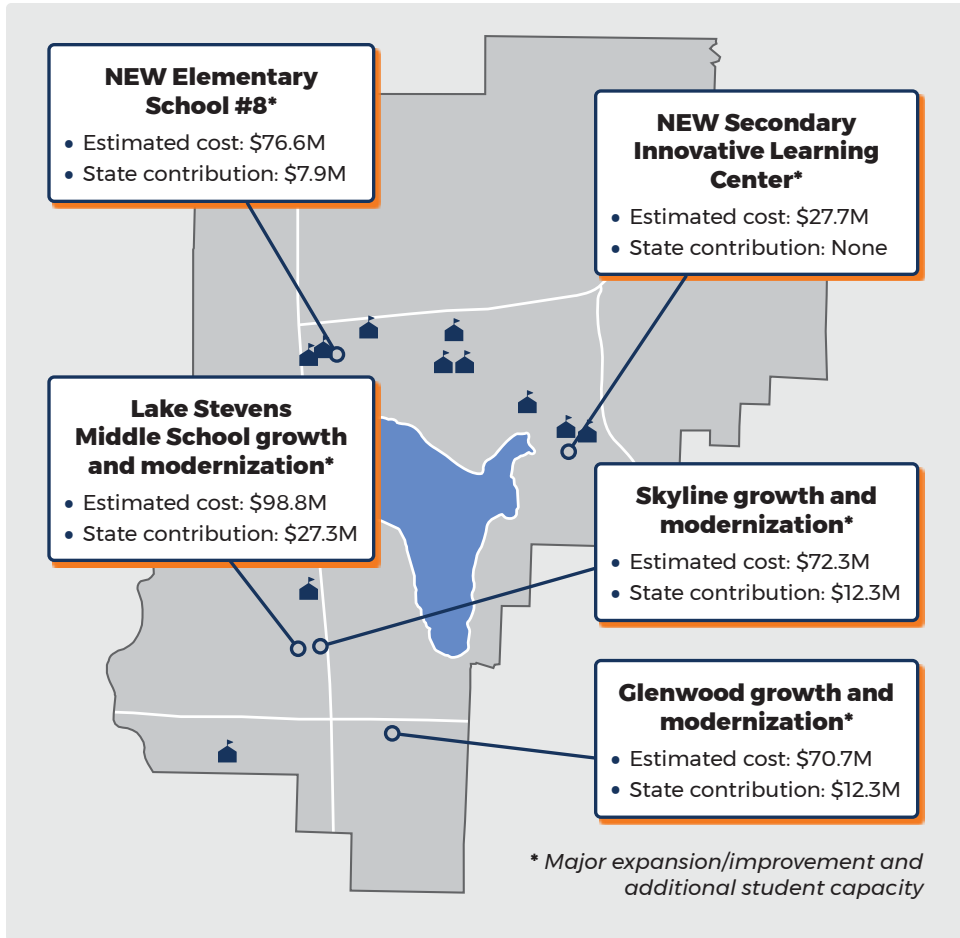 NEW Elementary
School #8*
• Estimated cost: $76.6M
• State contribution: $7.9M
NEW Secondary
Innovative Learning
Center*
• Estimated cost: $27.7M
• State contribution: None
Lake Stevens
Middle School growth
and modernization*
• Estimated cost: $98.8M
• State contribution: $27.3M
Skyline growth and
modernization*
• Estimated cost: $72.3M
• State contribution: $12.3M
Glenwood growth and
modernization*
• Estimated cost: $70.7M
• State contribution: $12.3M
* Major expansion/improvement and
additional student capacity